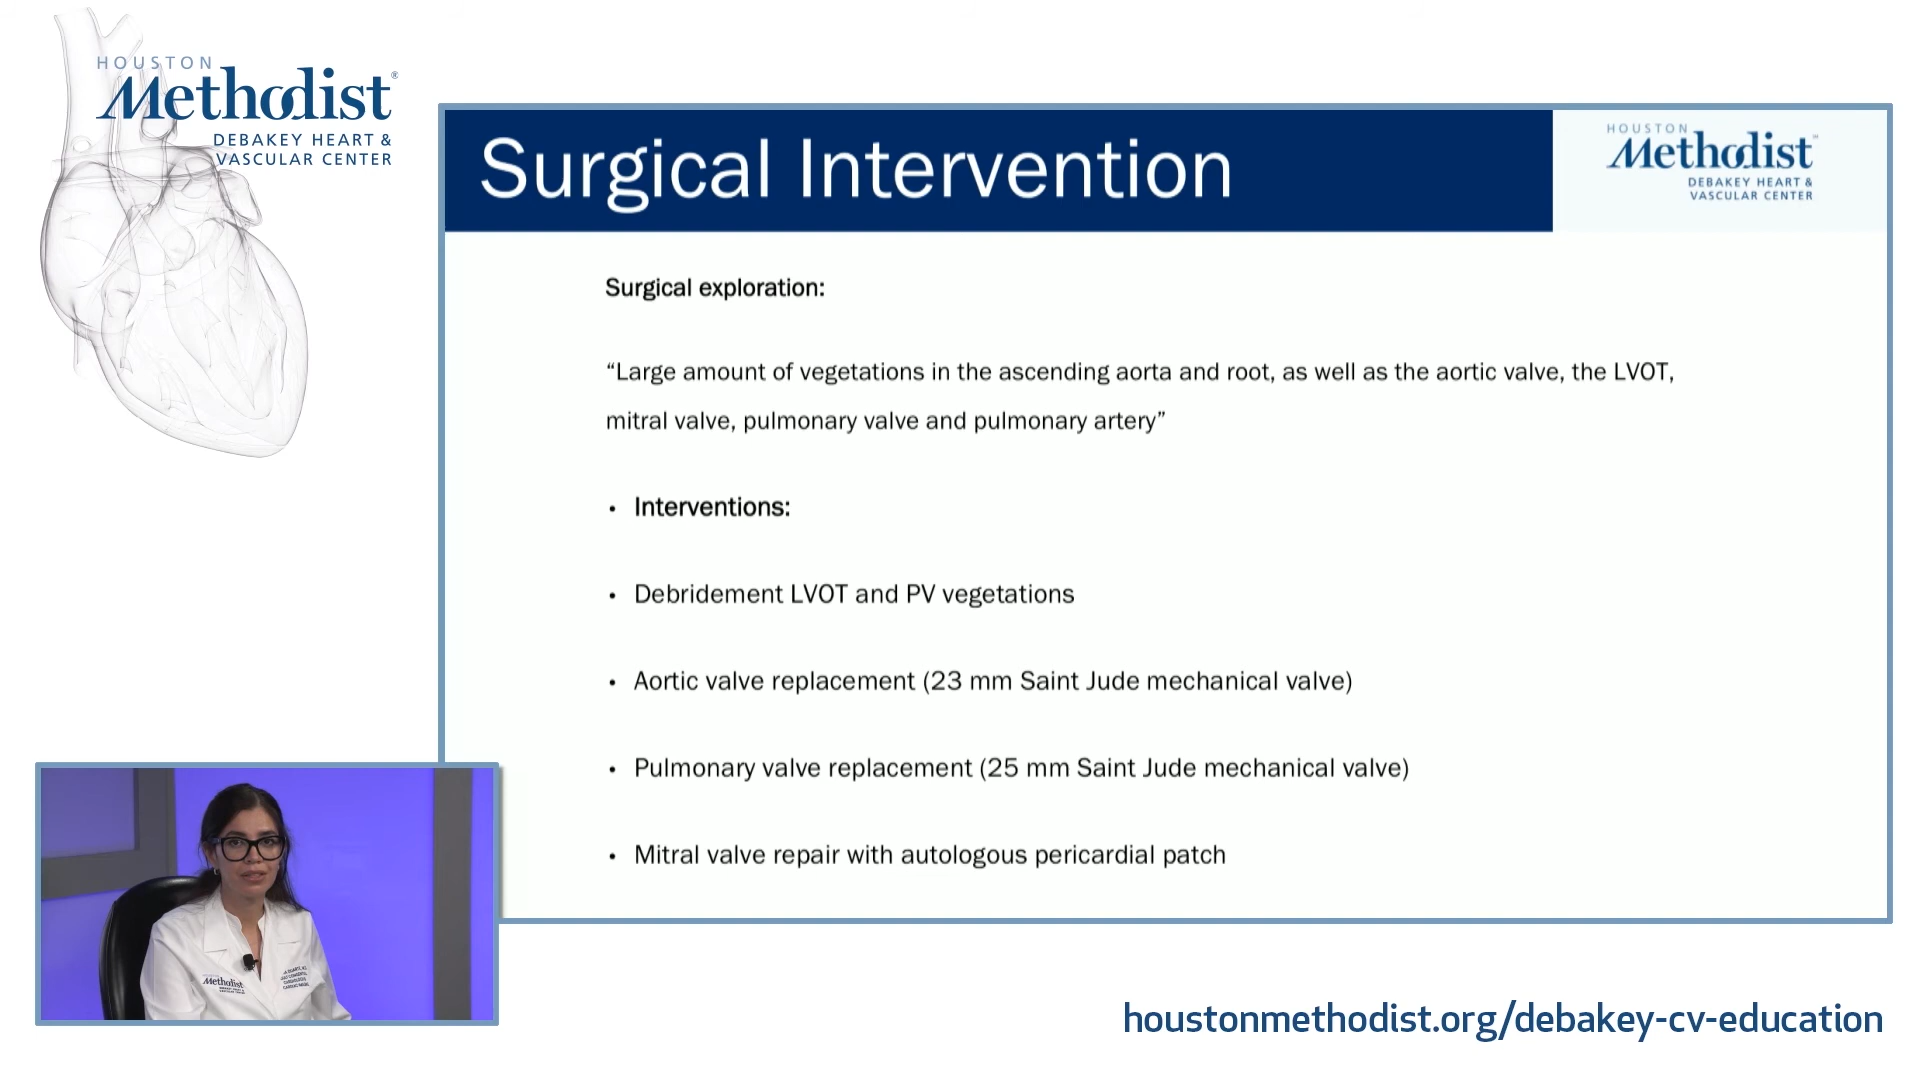 HOUSTON
Methodist®
DEBAKEY HEART &
VASCULAR CENTER
Surgical Intervention
HOUSTON
Methodist™
DEBAKEY HEART &
VASCULAR CENTER
Surgical exploration:
“Large amount of vegetations in the ascending aorta and root, as well as the aortic valve, the LVOT,
mitral valve, pulmonary valve and pulmonary artery”
• Interventions:
• Debridement LVOT and PV vegetations
• Aortic valve replacement (23 mm Saint Jude mechanical valve)
• Pulmonary valve replacement (25 mm Saint Jude mechanical valve)
• Mitral valve repair with autologous pericardial patch
Methodist
houstonmethodist.org/debakey-cv-education